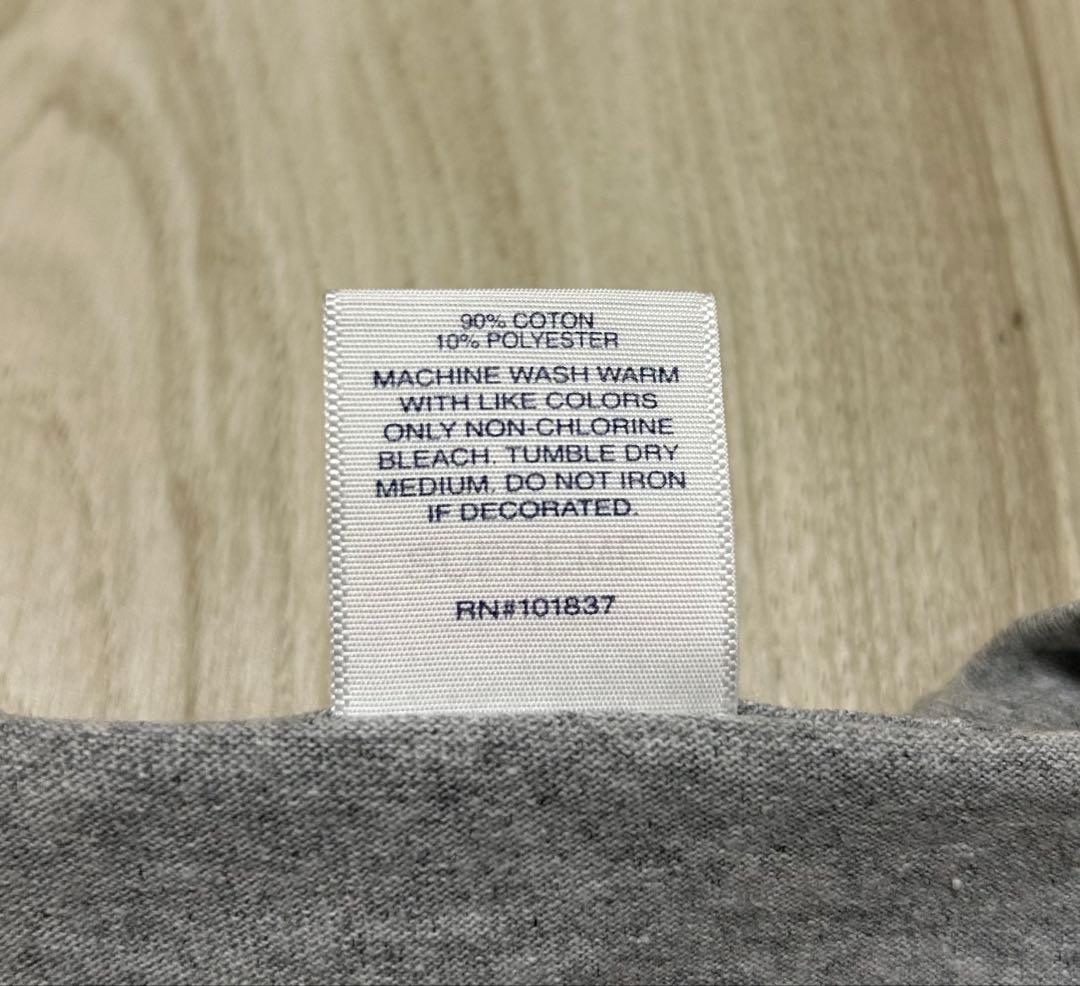 90% COTON
10% POLYESTER
MACHINE WASH WARM
WITH LIKE COLORS
ONLY NON-CHLORINE
BLEACH. TUMBLE DRY
MEDIUM. DO NOT IRON
IF DECORATED.
RN#101837